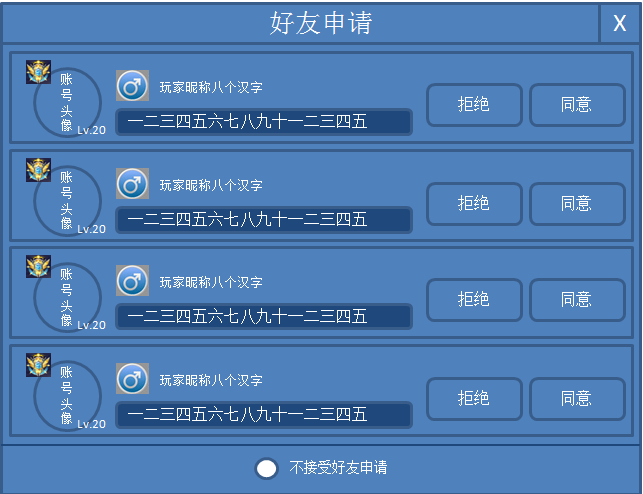 好友申请
X
账号头像
Lv.20
玩家昵称八个汉字
一二三四五六七八九十一二三四五
拒绝
同意
账号头像
Lv.20
玩家昵称八个汉字
一二三四五六七八九十一二三四五
拒绝
同意
账号头像
Lv.20
玩家昵称八个汉字
一二三四五六七八九十一二三四五
拒绝
同意
账号头像
Lv.20
玩家昵称八个汉字
一二三四五六七八九十一二三四五
拒绝
同意
不接受好友申请